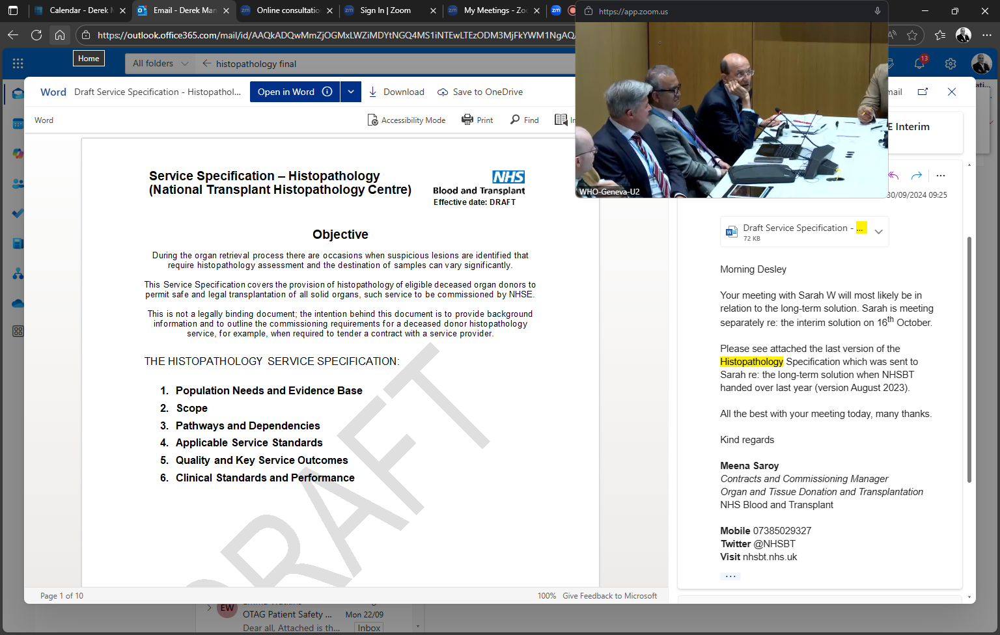 Calendar - Derek M
Email - Derek Man
Online consultatio
Sign In | Zoom
My Meetings - Zoo
https://app.zoom.us
https://outlook.office365.com/mail/id/AAQkADQwMmZjOGMxLWZiMDYtNGQ4MS1iNTEwLTEzODM3MjFkYWM1NgAQA
Home
All folders
histopathology final
13
Word
Draft Service Specification - Histopathol...
Open in Word
Download
Save to OneDrive
Word
Accessibility Mode
Print
Find
WHO-Geneva-U2
E Interim
30/09/2024 09:25
Service Specification – Histopathology
(National Transplant Histopathology Centre)
NHS
Blood and Transplant
Effective date: DRAFT
Objective
During the organ retrieval process there are occasions when suspicious lesions are identified that
require histopathology assessment and the destination of samples can vary significantly.
This Service Specification covers the provision of histopathology of eligible deceased organ donors to
permit safe and legal transplantation of all solid organs, such service to be commissioned by NHSE.
This is not a legally binding document; the intention behind this document is to provide background
information and to outline the commissioning requirements for a deceased donor histopathology
service, for example, when required to tender a contract with a service provider.
THE HISTOPATHOLOGY SERVICE SPECIFICATION:
1. Population Needs and Evidence Base
2. Scope
3. Pathways and Dependencies
4. Applicable Service Standards
5. Quality and Key Service Outcomes
6. Clinical Standards and Performance
DRAFT
Page 1 of 10
100%
Give Feedback to Microsoft
Draft Service Specification - ...
72 KB
Morning Desley
Your meeting with Sarah W will most likely be in
relation to the long-term solution. Sarah is meeting
separately re: the interim solution on 16th October.
Please see attached the last version of the
Histopathology Specification which was sent to
Sarah re: the long-term solution when NHSBT
handed over last year (version August 2023).
All the best with your meeting today, many thanks.
Kind regards
Meena Saroy
Contracts and Commissioning Manager
Organ and Tissue Donation and Transplantation
NHS Blood and Transplant
Mobile 07385029327
Twitter @NHSBT
Visit nhsbt.nhs.uk
...
EW
OTAG Patient Safety ...
Mon 22/09
Dear all, Attached is th...
Inbox